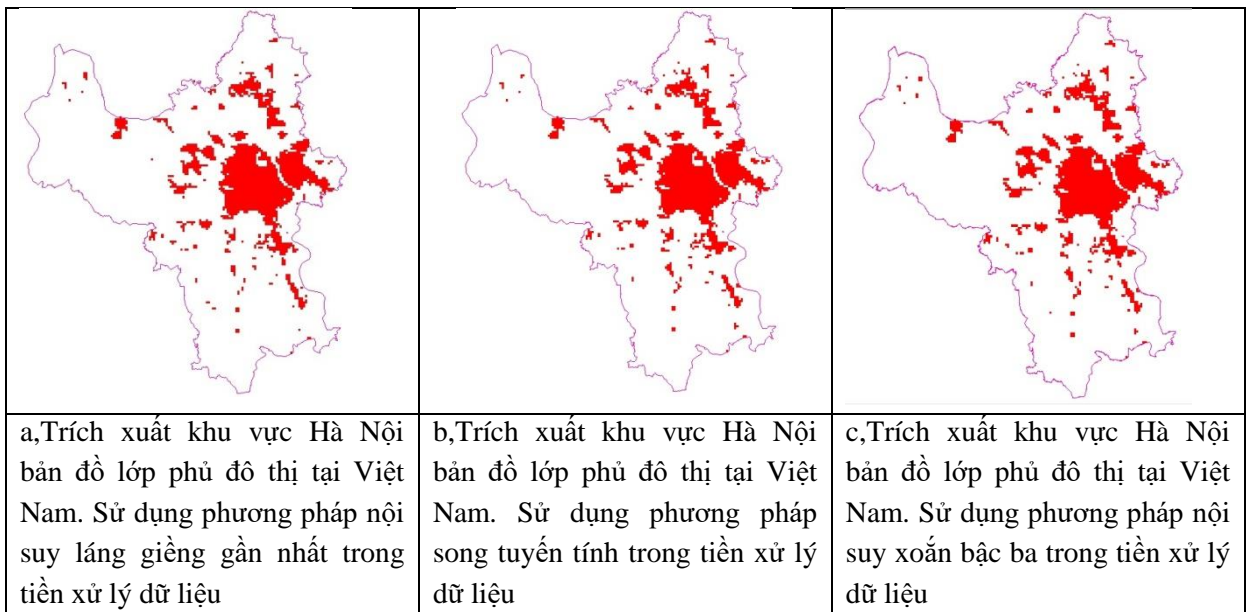 a,Trích xuất khu vực Hà Nội
bản đồ lớp phủ đô thị tại Việt
Nam. Sử dụng phương pháp nội
suy láng giềng gần nhất trong
tiền xử lý dữ liệu
b,Trích xuất khu vực Hà Nội
bản đồ lớp phủ đô thị tại Việt
Nam. Sử dụng phương pháp
song tuyến tính trong tiền xử lý
dữ liệu
c,Trích xuất khu vực Hà Nội
bản đồ lớp phủ đô thị tại Việt
Nam. Sử dụng phương pháp nội
suy xoắn bậc ba trong tiền xử lý
dữ liệu